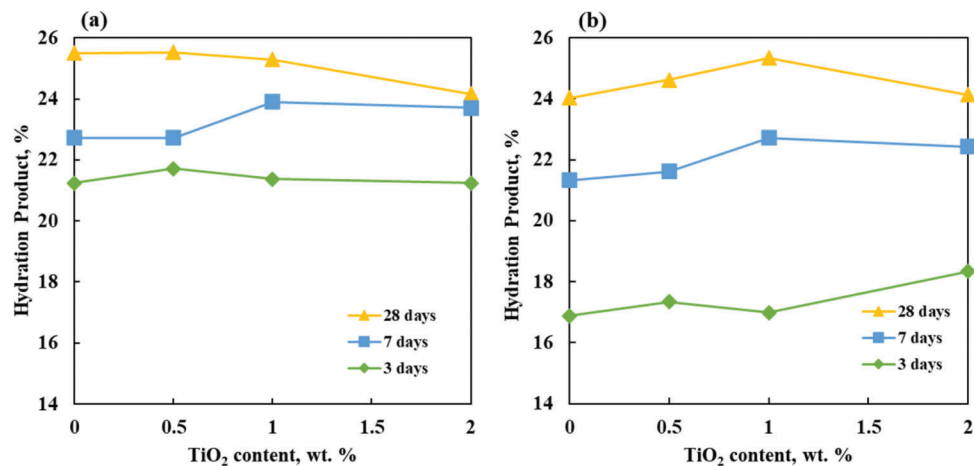 (a)
Hydration Product, %
26
24
22
20
18
16
14
0 0.5 1 1.5 2
TiO₂ content, wt. %
28 days
7 days
3 days
(b)
Hydration Product, %
26
24
22
20
18
16
14
0 0.5 1 1.5 2
TiO₂ content, wt. %
28 days
7 days
3 days